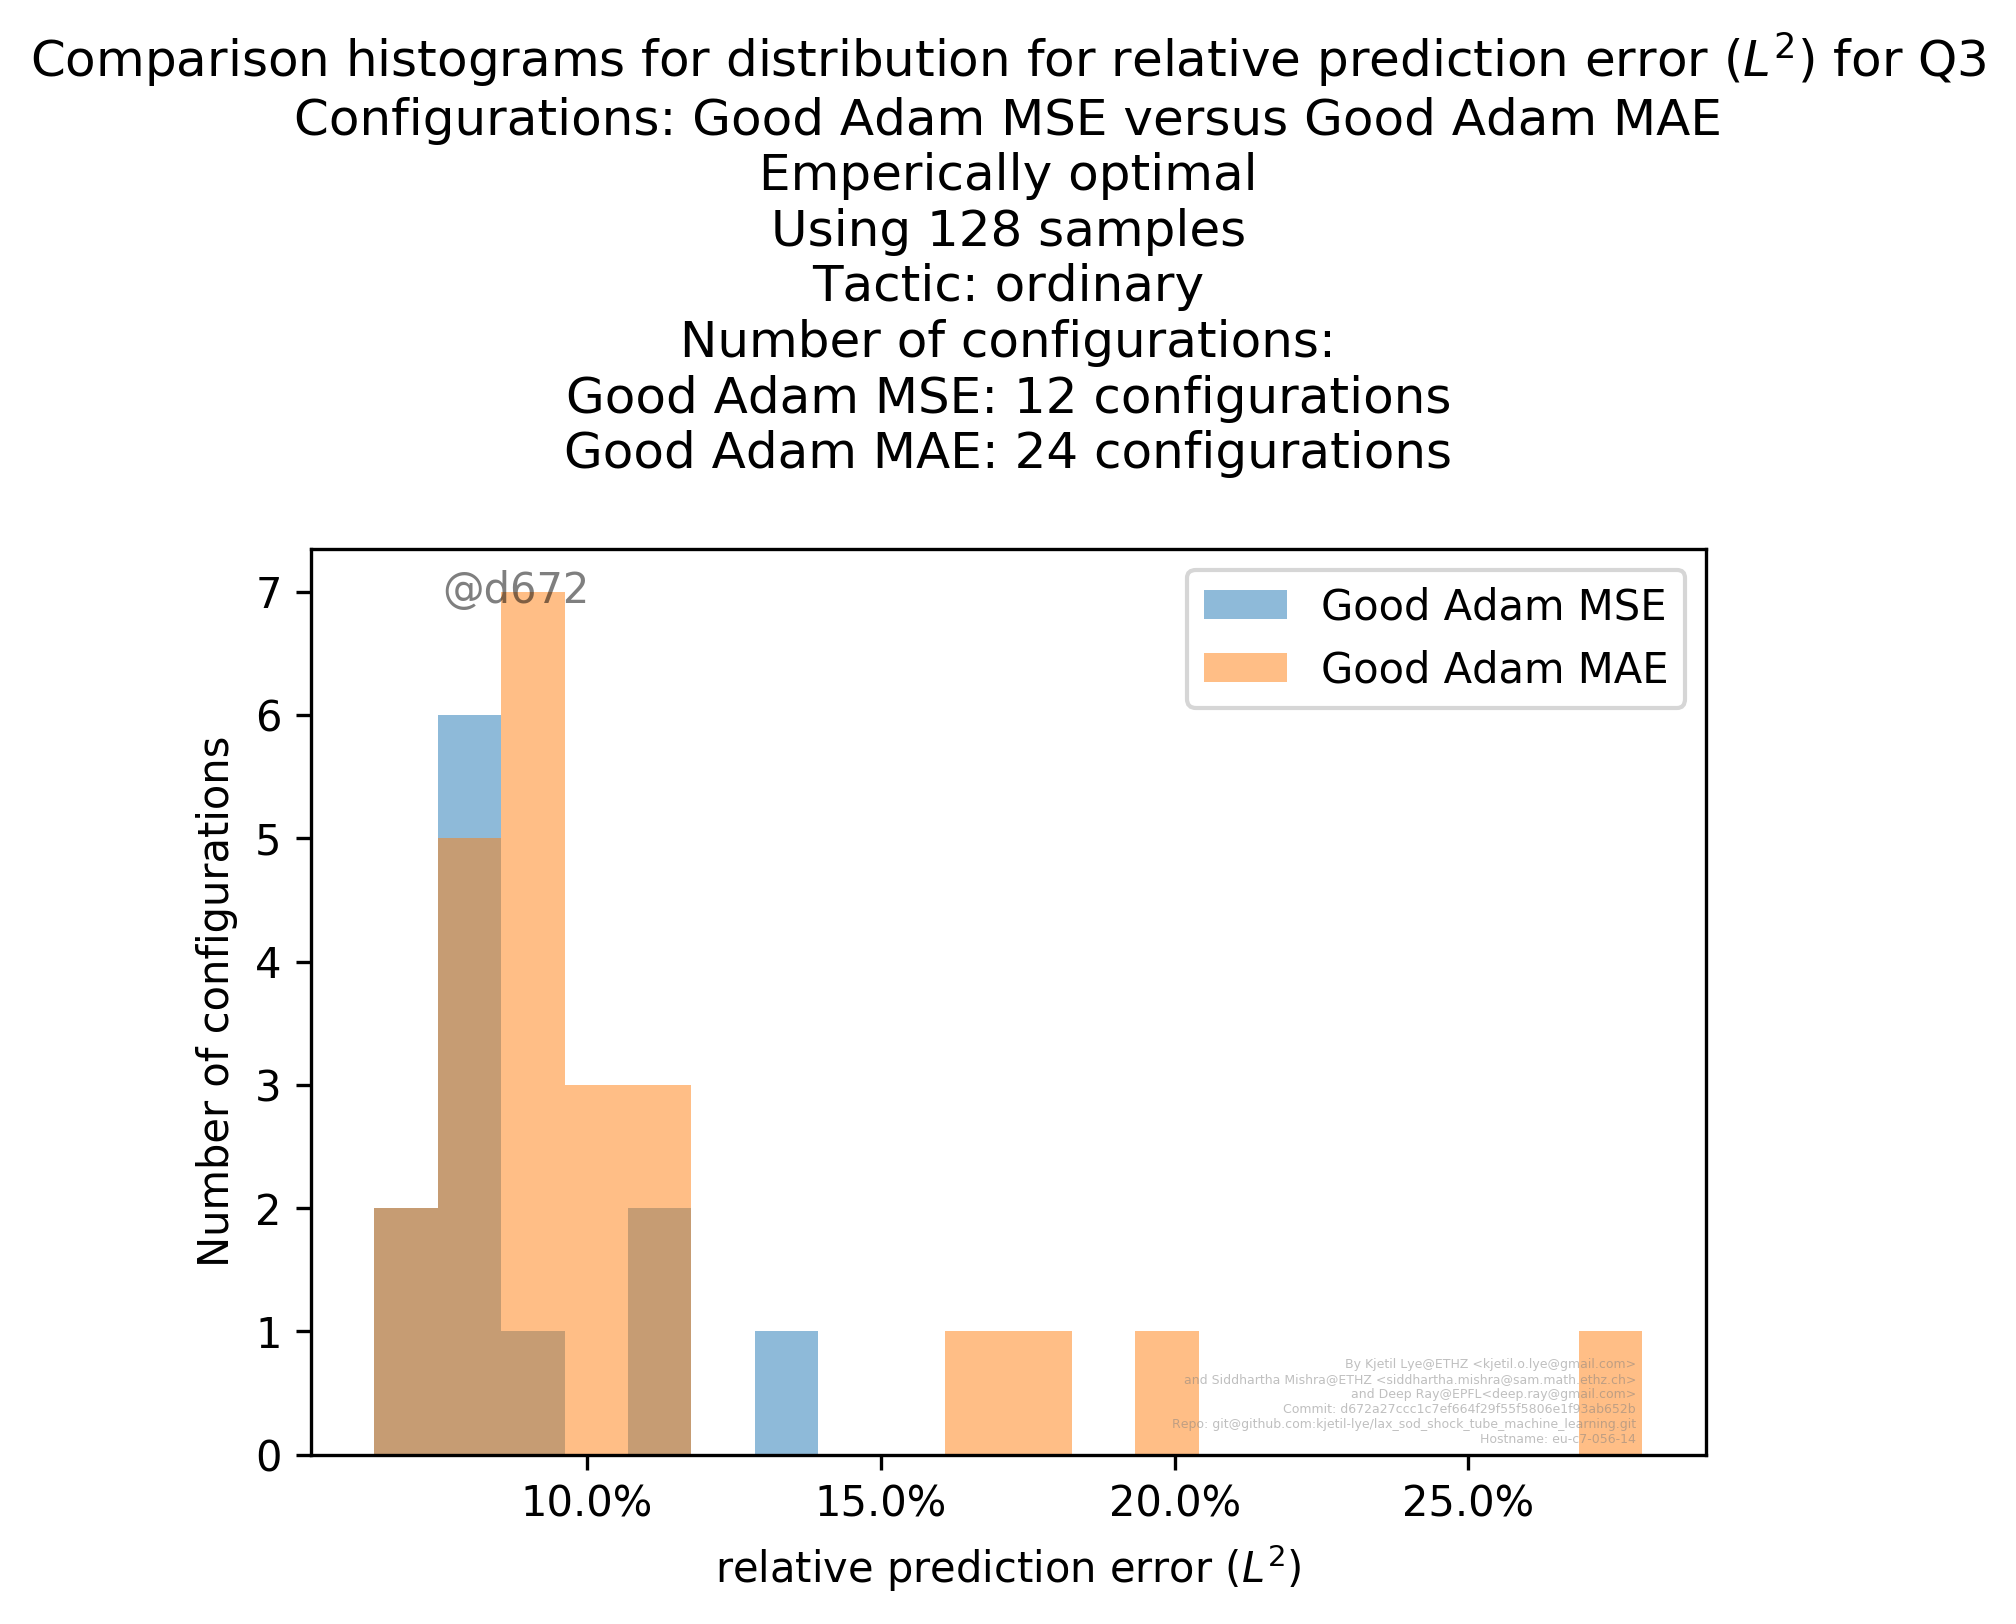 Comparison histograms for distribution for relative prediction error (L²) for Q3
Configurations: Good Adam MSE versus Good Adam MAE
Emperically optimal
Using 128 samples
Tactic: ordinary
Number of configurations:
Good Adam MSE: 12 configurations
Good Adam MAE: 24 configurations
@d672
Good Adam MSE
Good Adam MAE
7
6
5
4
3
2
1
0
Number of configurations
By Kjetil Lye@ETHZ <kjetil.o.lye@gmail.com>
and Siddhartha Mishra@ETHZ <siddhartha.mishra@sam.math.ethz.ch>
and Deep Ray@EPFL<deep.ray@gmail.com>
Commit: d672a27ccc1c7ef664f29f55f5806e1f93ab652b
Repo: git@github.com:kjetil-lye/lax_sod_shock_tube_machine_learning.git
Hostname: eu-c7-056-14
10.0%
15.0%
20.0%
25.0%
relative prediction error (L²)